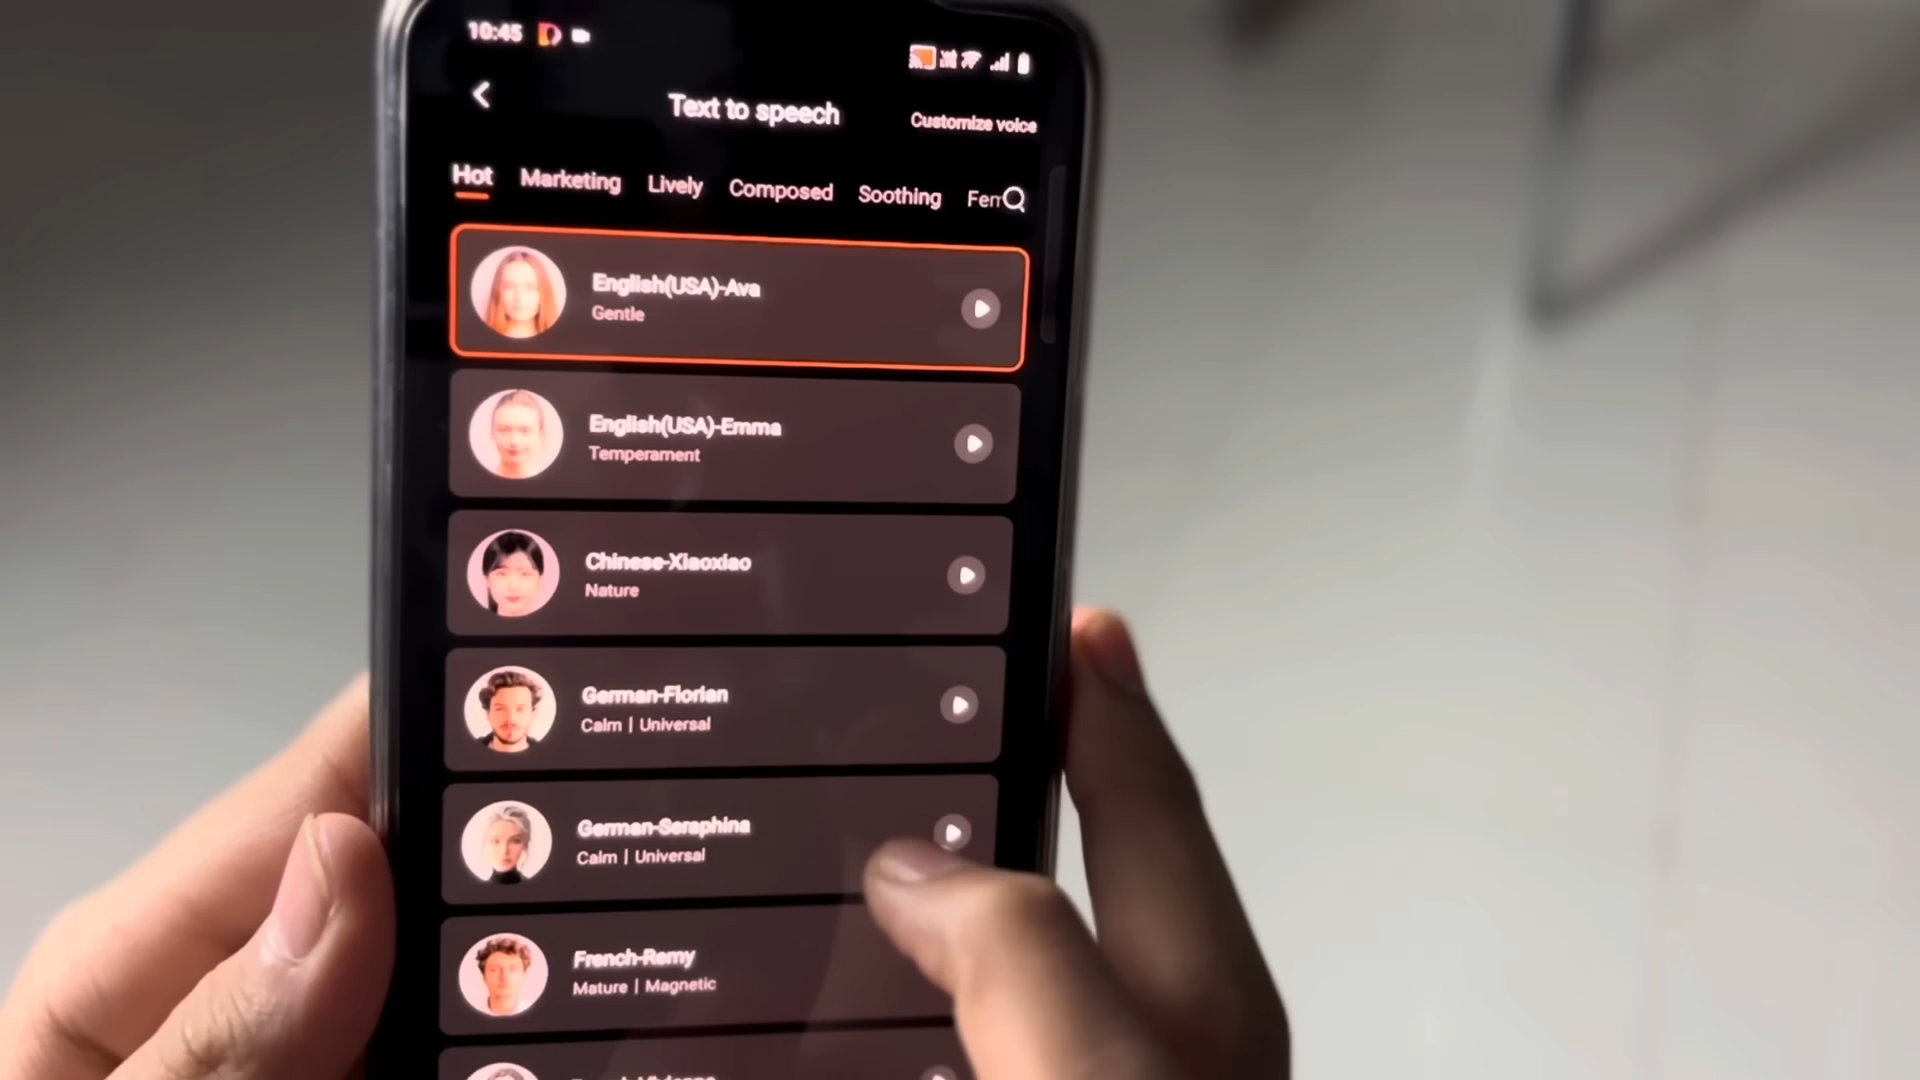 10:45
Text to speech
Customize voice
Hot Marketing Lively Composed Soothing Fem
English(USA)-Ava
Gentle
English(USA)-Emma
Temperament
Chinese-Xiaoxiao
Nature
German-Florian
Calm | Universal
German-Seraphina
Calm | Universal
French-Remy
Mature | Magnetic